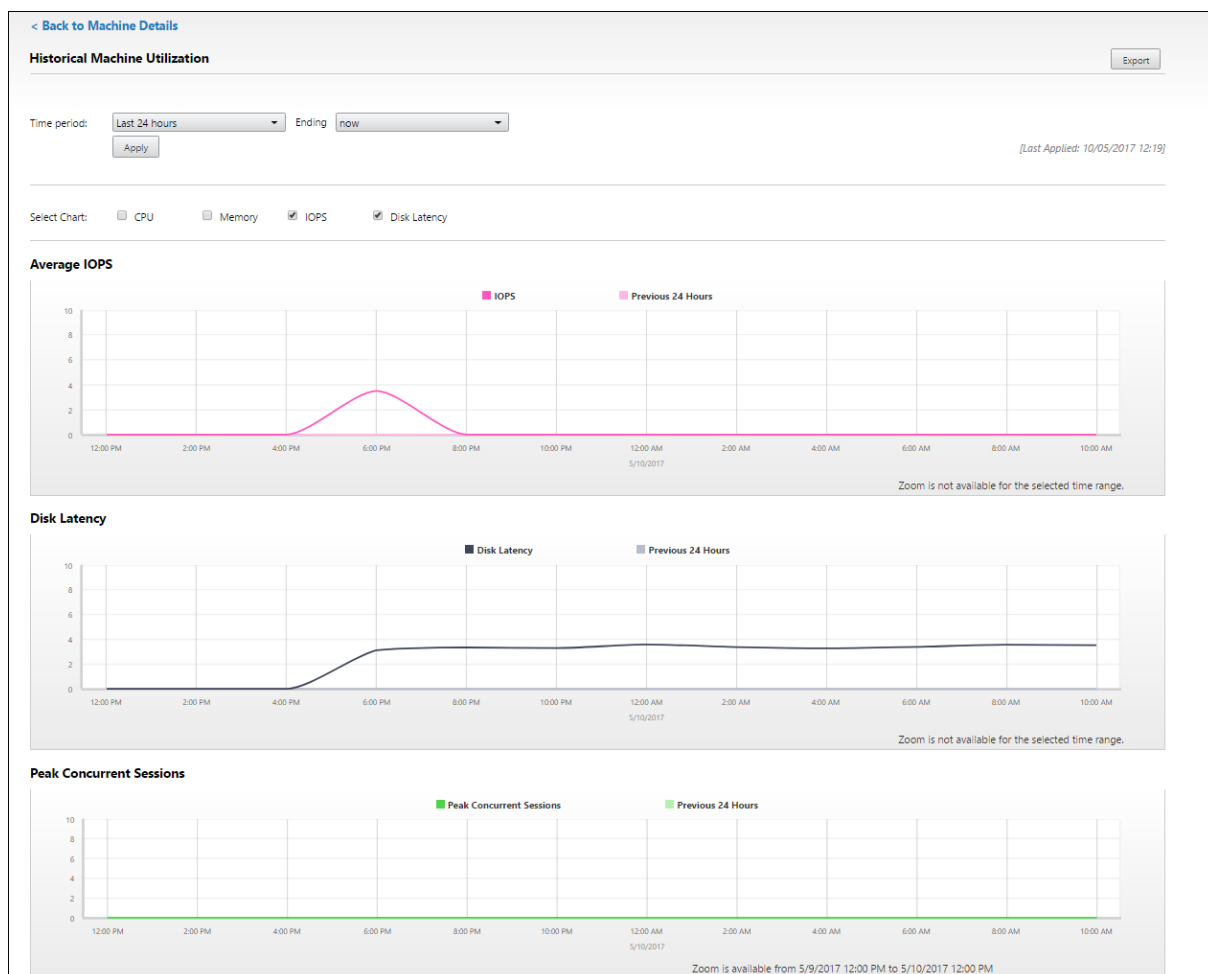 < Back to Machine Details
Historical Machine Utilization
Export
Time period: Last 24 hours Ending now
Apply
[Last Applied: 10/05/2017 12:19]
Select Chart: CPU Memory IOPS Disk Latency
Average IOPS
IOPS Previous 24 Hours
10
8
6
4
2
0
12:00 PM 2:00 PM 4:00 PM 6:00 PM 8:00 PM 10:00 PM 12:00 AM 2:00 AM 4:00 AM 6:00 AM 8:00 AM 10:00 AM
5/10/2017
Zoom is not available for the selected time range.
Disk Latency
Disk Latency Previous 24 Hours
10
8
6
4
2
0
12:00 PM 2:00 PM 4:00 PM 6:00 PM 8:00 PM 10:00 PM 12:00 AM 2:00 AM 4:00 AM 6:00 AM 8:00 AM 10:00 AM
5/10/2017
Zoom is not available for the selected time range.
Peak Concurrent Sessions
Peak Concurrent Sessions Previous 24 Hours
10
8
6
4
2
0
12:00 PM 2:00 PM 4:00 PM 6:00 PM 8:00 PM 10:00 PM 12:00 AM 2:00 AM 4:00 AM 6:00 AM 8:00 AM 10:00 AM
5/10/2017
Zoom is available from 5/9/2017 12:00 PM to 5/10/2017 12:00 PM